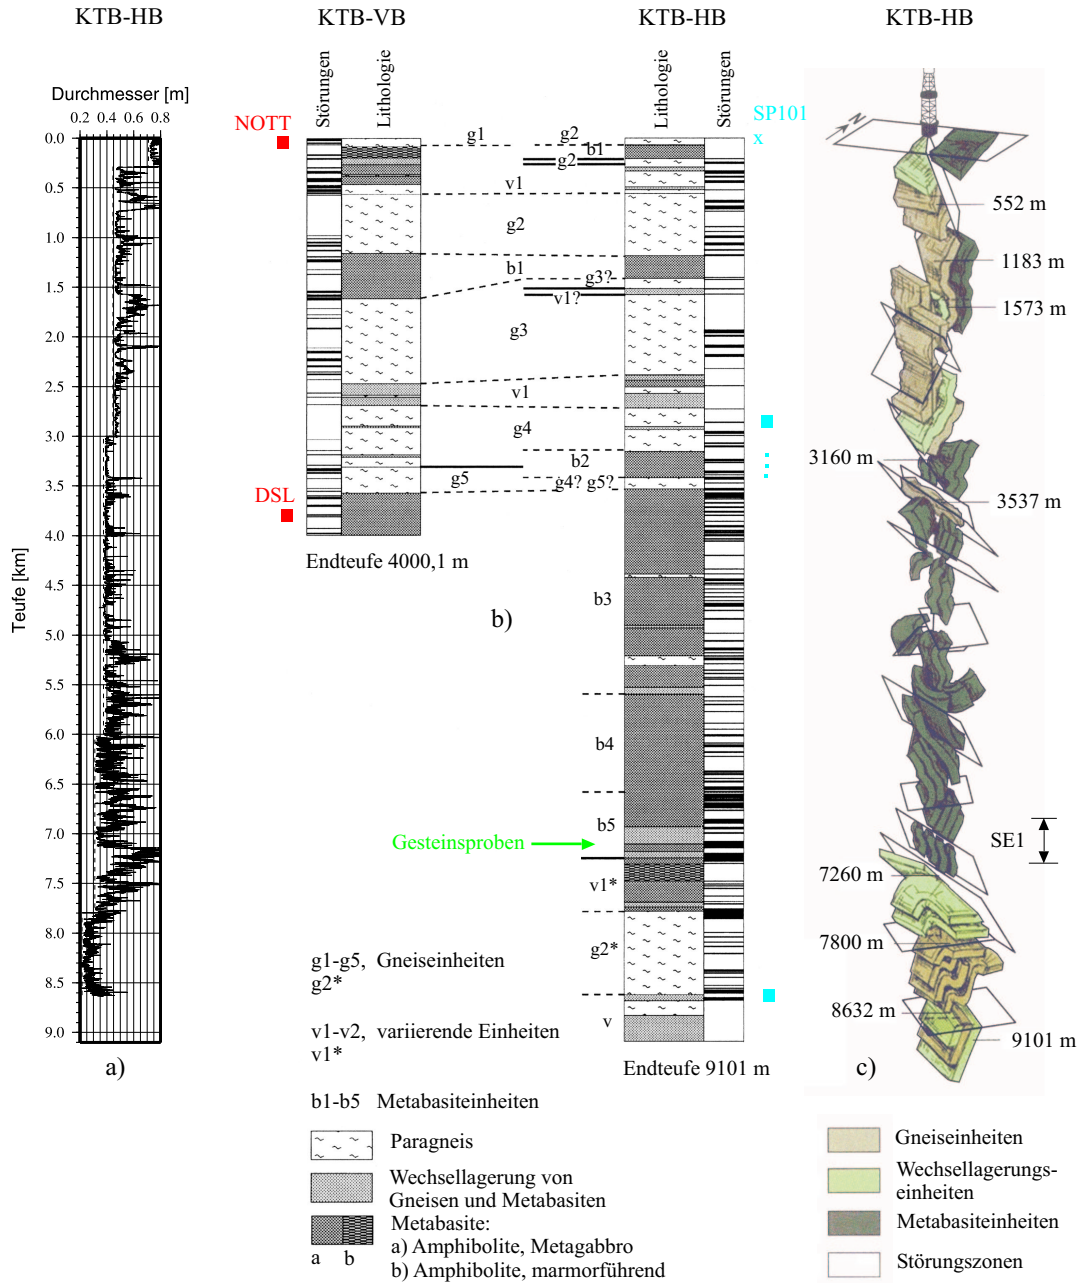 KTB-HB
KTB-VB
KTB-HB
KTB-HB
Durchmesser [m]
0.2 0.4 0.6 0.8
Teufe [km]
0.0
0.5
1.0
1.5
2.0
2.5
3.0
3.5
4.0
4.5
5.0
5.5
6.0
6.5
7.0
7.5
8.0
8.5
9.0
a)
NOTT
DSL
Störungen
Lithologie
Endteufe 4000,1 m
g1
v1
g2
b1
g3
v1
g4
g5
g2
b1
g2
g3?
v1?
b2
g4? g5?
b3
b4
b5
v1*
g2*
v
b)
Gesteinsproben
Lithologie
Störungen
SP101
x
Endteufe 9101 m
g1-g5, Gneiseinheiten
g2*
v1-v2, variierende Einheiten
v1*
b1-b5 Metabasiteinheiten
Paragneis
Wechsellagerung von
Gneisen und Metabasiten
Metabasite:
a) Amphibolite, Metagabbro
b) Amphibolite, marmorführend
a b
N
552 m
1183 m
1573 m
3160 m
3537 m
SE1
7260 m
7800 m
8632 m
9101 m
c)
Gneiseinheiten
Wechsellagerungs-
einheiten
Metabasiteinheiten
Störungszonen